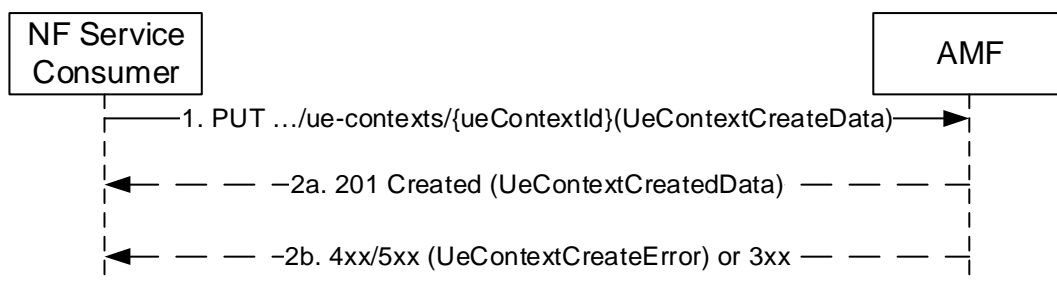 NF Service
Consumer
AMF
1. PUT …/ue-contexts/{ueContextId}(UeContextCreateData)
2a. 201 Created (UeContextCreatedData)
2b. 4xx/5xx (UeContextCreateError) or 3xx